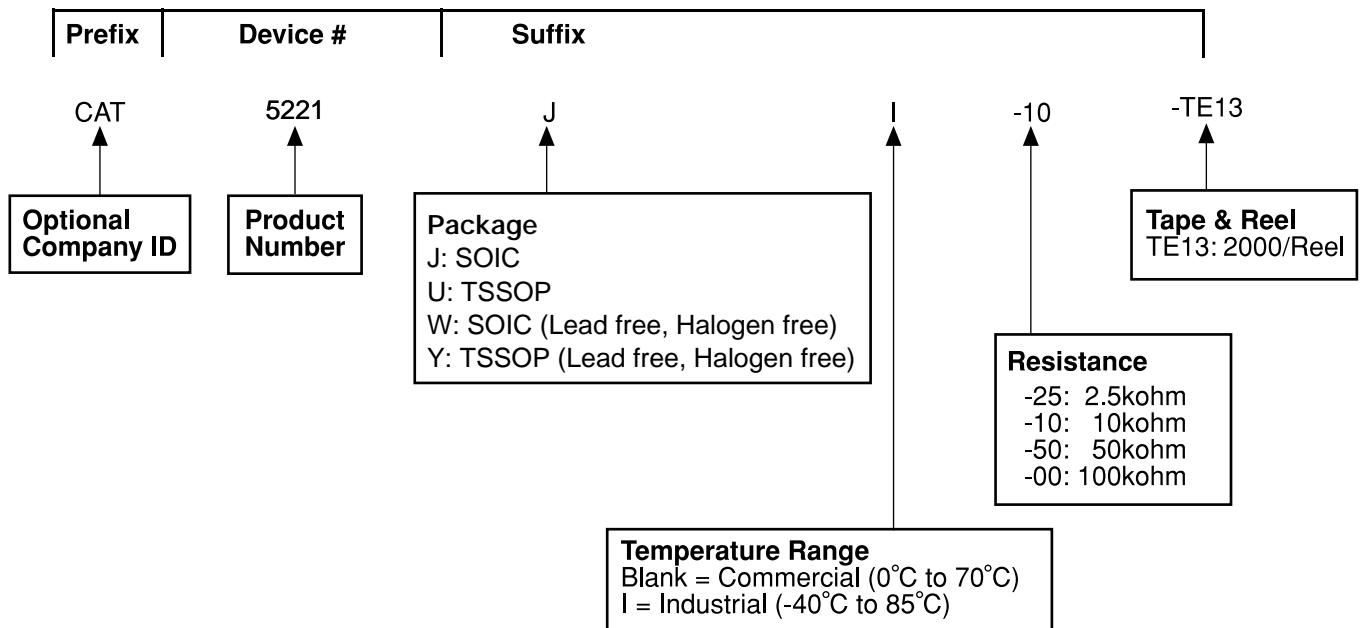 Prefix Device # Suffix
CAT 5221 J I -10 -TE13
Optional
Company ID
Product
Number
Package
J: SOIC
U: TSSOP
W: SOIC (Lead free, Halogen free)
Y: TSSOP (Lead free, Halogen free)
Tape & Reel
TE13: 2000/Reel
Resistance
-25: 2.5kohm
-10: 10kohm
-50: 50kohm
-00: 100kohm
Temperature Range
Blank = Commercial (0°C to 70°C)
I = Industrial (-40°C to 85°C)